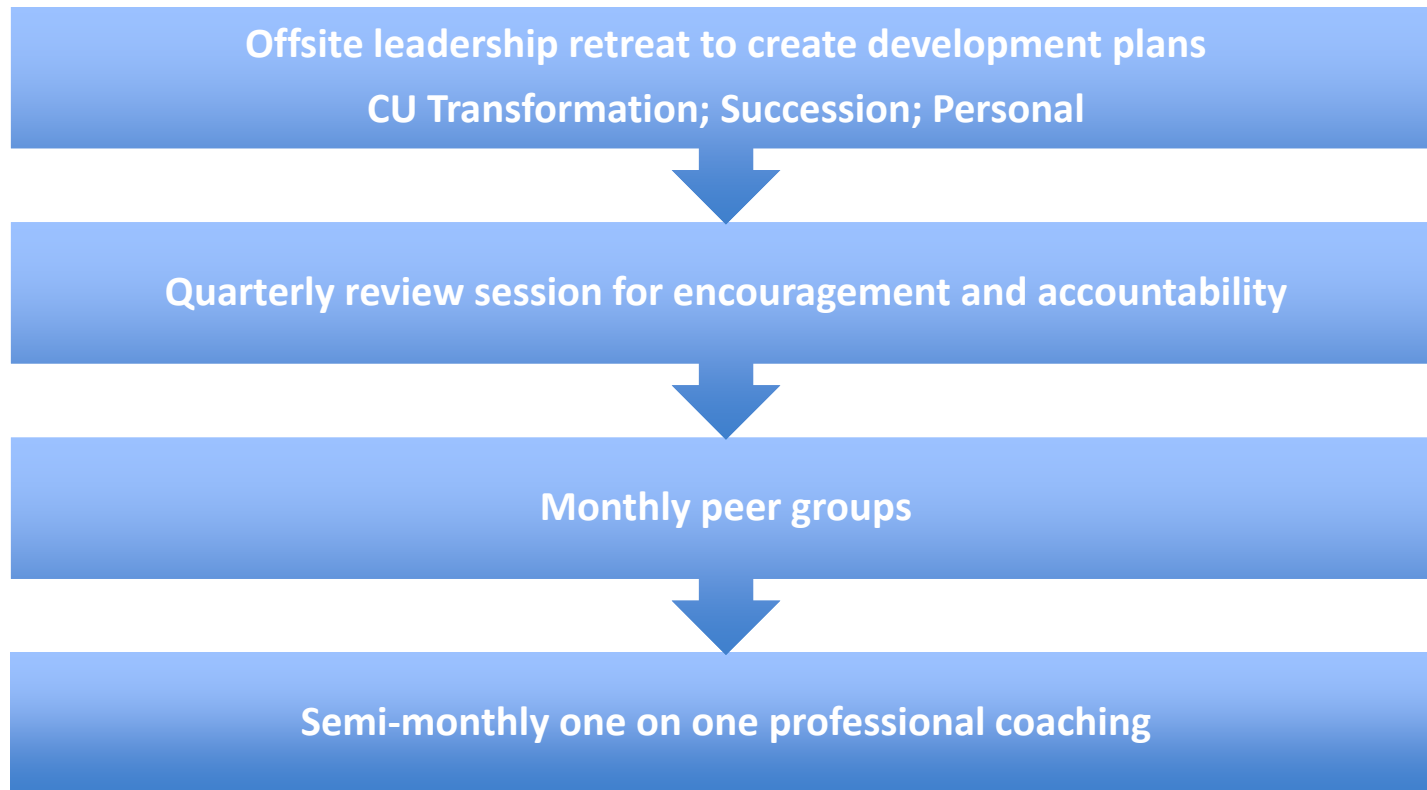 Offsite leadership retreat to create development plans
CU Transformation; Succession; Personal
Quarterly review session for encouragement and accountability
Monthly peer groups
Semi-monthly one on one professional coaching